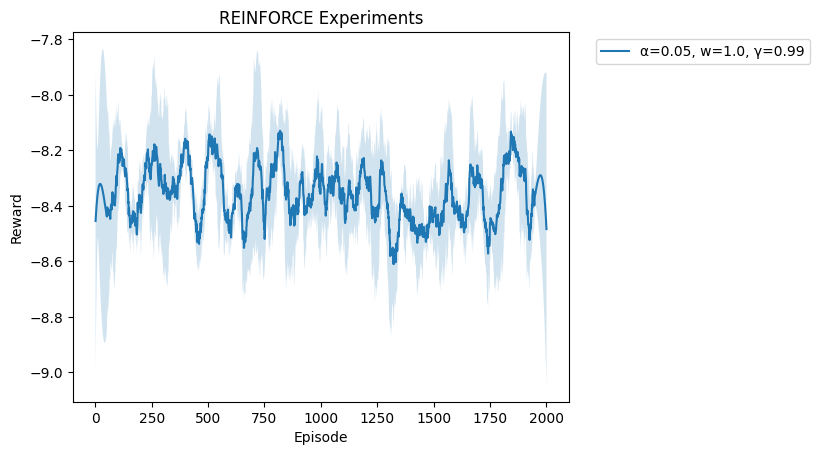 REINFORCE Experiments
α=0.05, w=1.0, γ=0.99
Reward
−7.8
−8.0
−8.2
−8.4
−8.6
−8.8
−9.0
0 250 500 750 1000 1250 1500 1750 2000
Episode